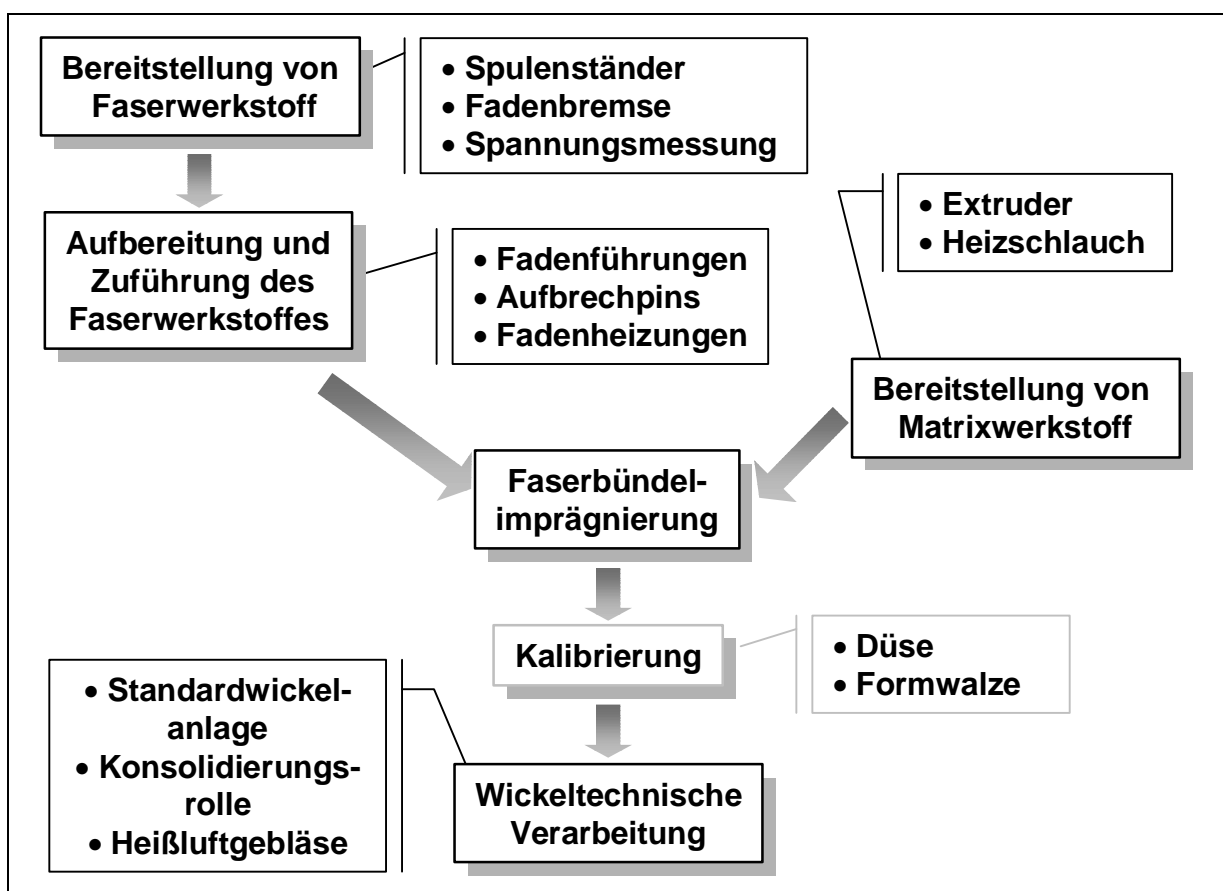 Bereitstellung von
Faserwerkstoff
• Spulenständer
• Fadenbremse
• Spannungsmessung
Aufbereitung und
Zuführung des
Faserwerkstoffes
• Fadenführungen
• Aufbrechpins
• Fadenheizungen
• Extruder
• Heizschlauch
Bereitstellung von
Matrixwerkstoff
Faserbündel-
imprägnierung
Kalibrierung
• Düse
• Formwalze
• Standardwickel-
anlage
• Konsolidierungs-
rolle
• Heißluftgebläse
Wickeltechnische
Verarbeitung